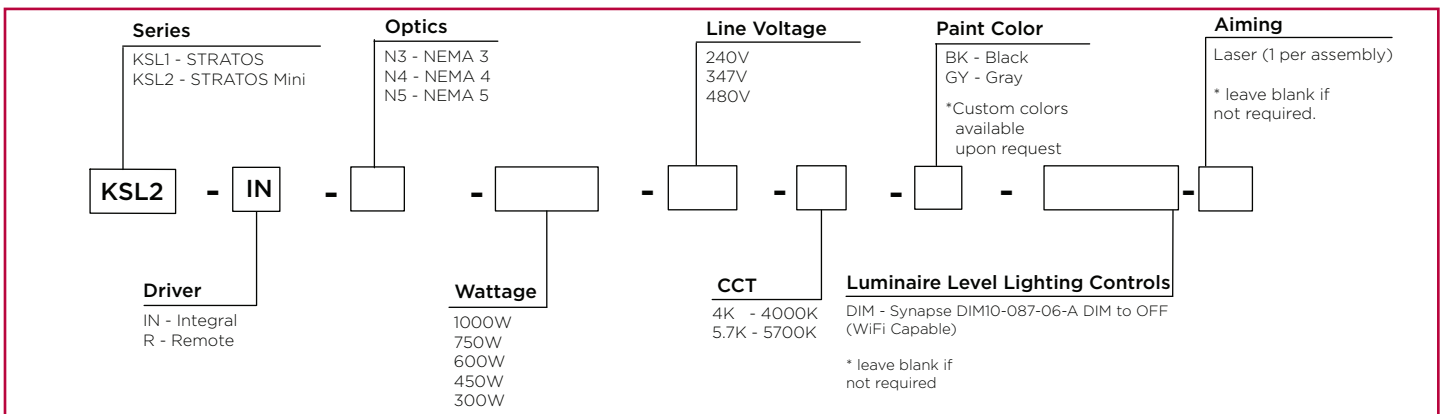 Series
KSL1 - STRATOS
KSL2 - STRATOS Mini
Optics
N3 - NEMA 3
N4 - NEMA 4
N5 - NEMA 5
Line Voltage
240V
347V
480V
Paint Color
BK - Black
GY - Gray
*Custom colors
available
upon request
Aiming
Laser (1 per assembly)
* leave blank if
not required.
KSL2 - IN - - - - - -
Driver
IN - Integral
R - Remote
Wattage
1000W
750W
600W
450W
300W
CCT
4K - 4000K
5.7K - 5700K
Luminaire Level Lighting Controls
DIM - Synapse DIM10-087-06-A DIM to OFF
(WiFi Capable)
* leave blank if
not required